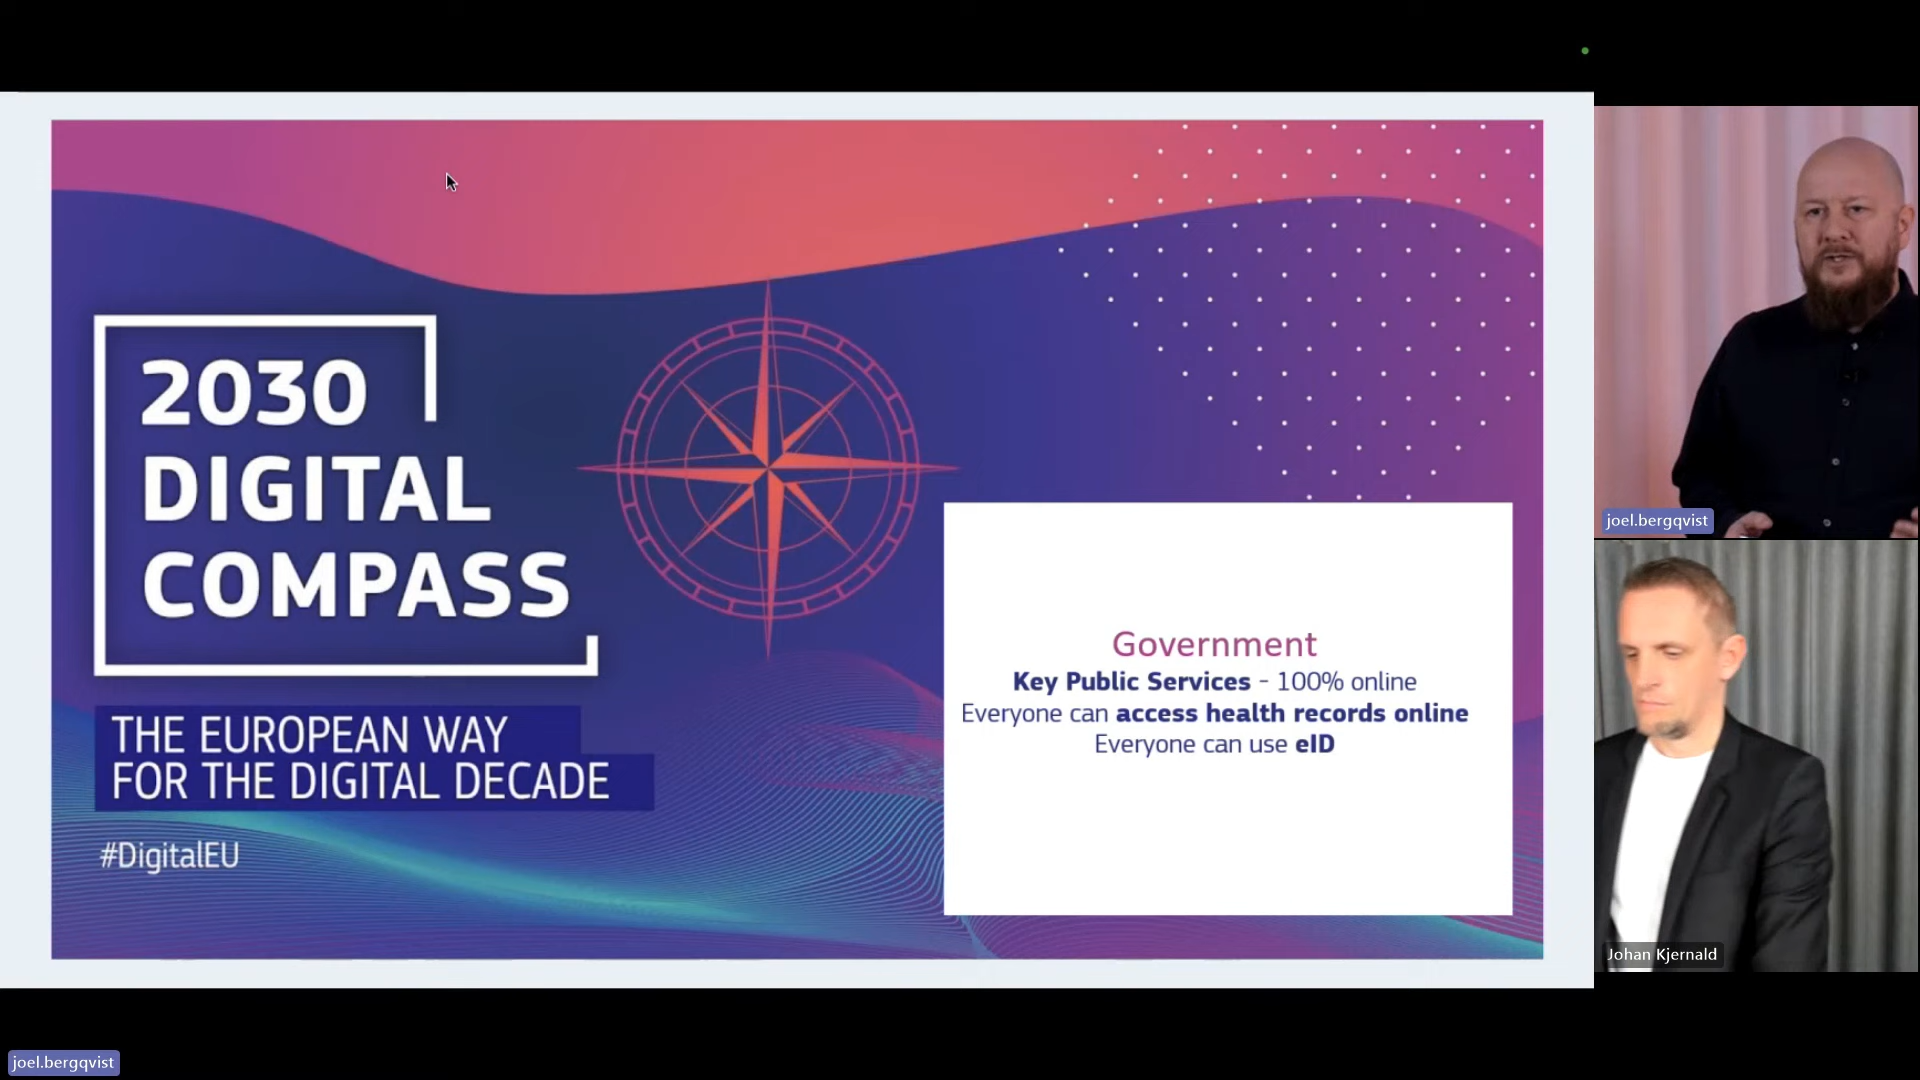 2030
DIGITAL
COMPASS
THE EUROPEAN WAY
FOR THE DIGITAL DECADE
#DigitalEU
Government
Key Public Services - 100% online
Everyone can access health records online
Everyone can use eID
joel.bergqvist
Johan Kjernald
joel.bergqvist